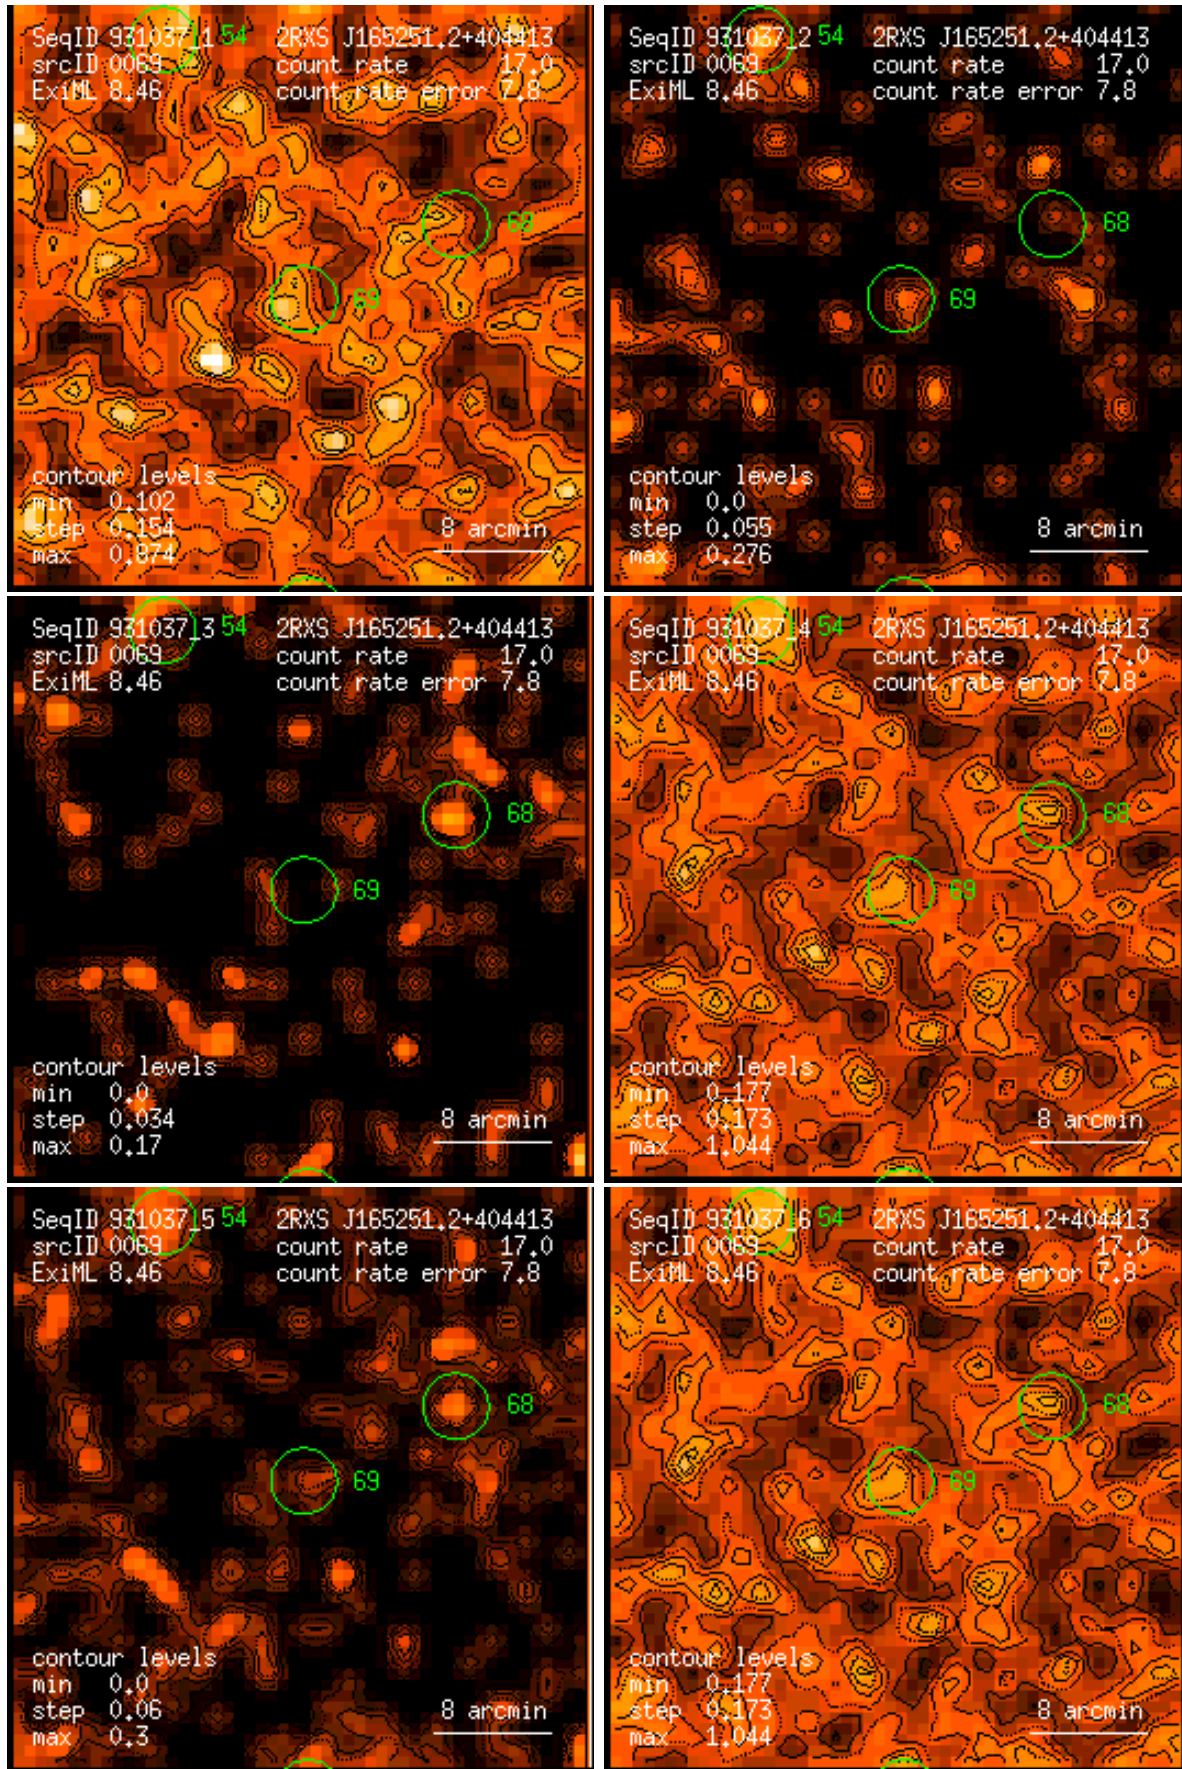 SeqID 931037_1 54 2RXS J165251.2+404413
srcID 0069 count rate 17.0
ExiML 8.46 count rate error 7.8
68
69
contour levels
min 0.102
step 0.154 8 arcmin
max 0.874
SeqID 931037_2 54 2RXS J165251.2+404413
srcID 0069 count rate 17.0
ExiML 8.46 count rate error 7.8
68
69
contour levels
min 0.0
step 0.055 8 arcmin
max 0.276
SeqID 931037_3 54 2RXS J165251.2+404413
srcID 0069 count rate 17.0
ExiML 8.46 count rate error 7.8
68
69
contour levels
min 0.0
step 0.034 8 arcmin
max 0.17
SeqID 931037_4 54 2RXS J165251.2+404413
srcID 0069 count rate 17.0
ExiML 8.46 count rate error 7.8
68
69
contour levels
min 0.177
step 0.173 8 arcmin
max 1.044
SeqID 931037_5 54 2RXS J165251.2+404413
srcID 0069 count rate 17.0
ExiML 8.46 count rate error 7.8
68
69
contour levels
min 0.0
step 0.06 8 arcmin
max 0.3
SeqID 931037_6 54 2RXS J165251.2+404413
srcID 0069 count rate 17.0
ExiML 8.46 count rate error 7.8
68
69
contour levels
min 0.177
step 0.173 8 arcmin
max 1.044